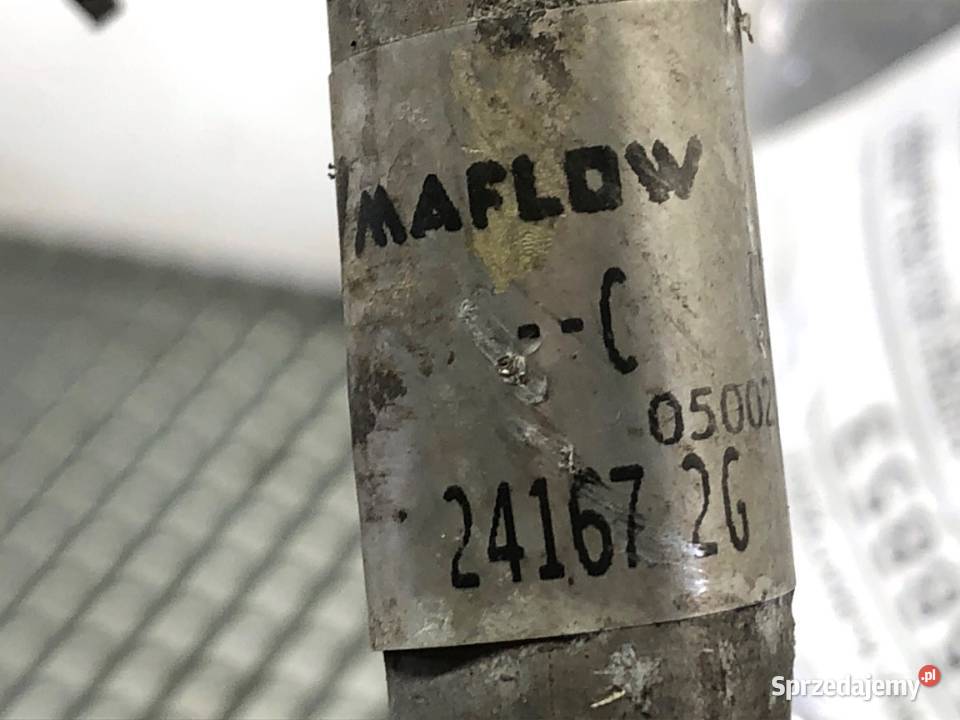 MAFLOW
--C
05002
24167 2G
Sprzedajemy.pl